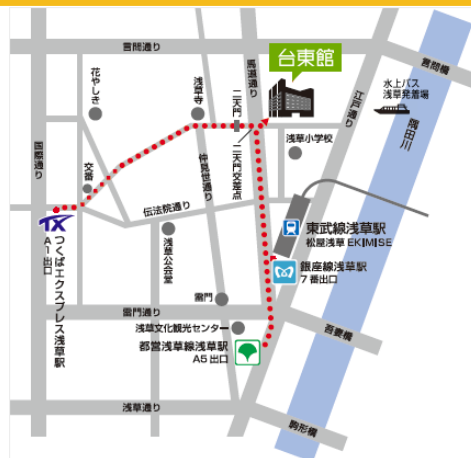 言問通り
言問橋
台東館
馬道通り
江戸通り
水上バス
浅草発着場
隅田川
花やしき
浅草寺
二天門
二天門交差点
浅草小学校
国際通り
交番
仲見世通り
伝法院通り
TX
つくばエクスプレス浅草駅
A1出口
浅草公会堂
東武線浅草駅
松屋浅草 EKIMISE
銀座線浅草駅
7番出口
雷門
雷門通り
浅草文化観光センター
吾妻橋
都営浅草線浅草駅
A5出口
浅草通り
駒形橋